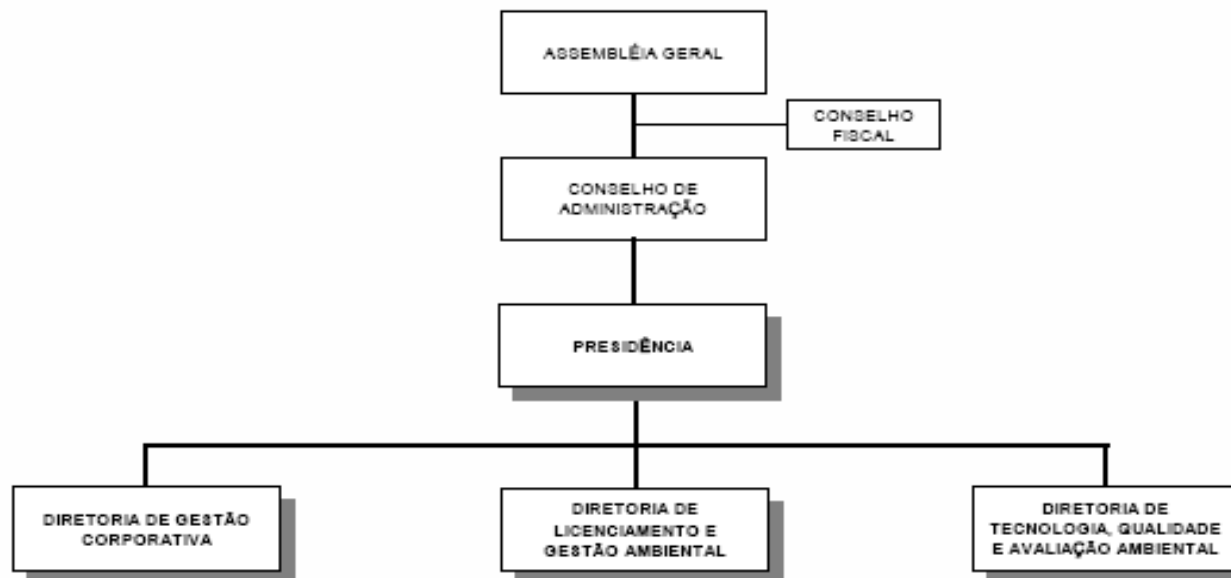 ASSEMBLÉIA GERAL
CONSELHO
FISCAL
CONSELHO DE
ADMINISTRAÇÃO
PRESIDÊNCIA
DIRETORIA DE GESTÃO
CORPORATIVA
DIRETORIA DE
LICENCIAMENTO E
GESTÃO AMBIENTAL
DIRETORIA DE
TECNOLOGIA, QUALIDADE
E AVALIAÇÃO AMBIENTAL